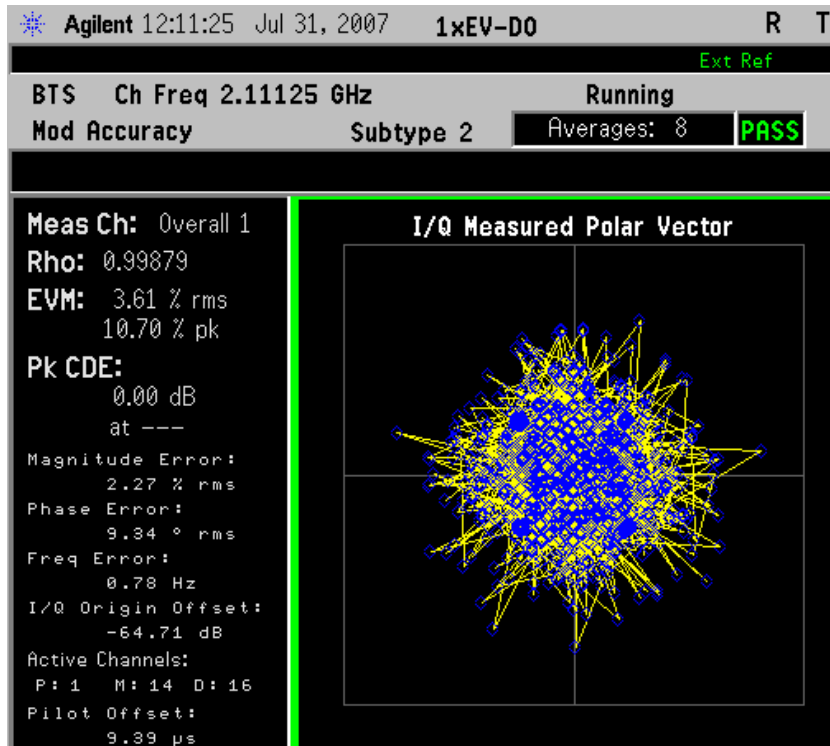 Agilent 12:11:25 Jul 31, 2007 1xEV-DO R T
Ext Ref
BTS Ch Freq 2.11125 GHz Running
Mod Accuracy Subtype 2 Averages: 8 PASS
Meas Ch: Overall 1
I/Q Measured Polar Vector
Rho: 0.99879
EVM: 3.61 % rms
10.70 % pk
Pk CDE:
0.00 dB
at ---
Magnitude Error:
2.27 % rms
Phase Error:
9.34 ° rms
Freq Error:
0.78 Hz
I/Q Origin Offset:
-64.71 dB
Active Channels:
P: 1 M: 14 D: 16
Pilot Offset:
9.39 µs